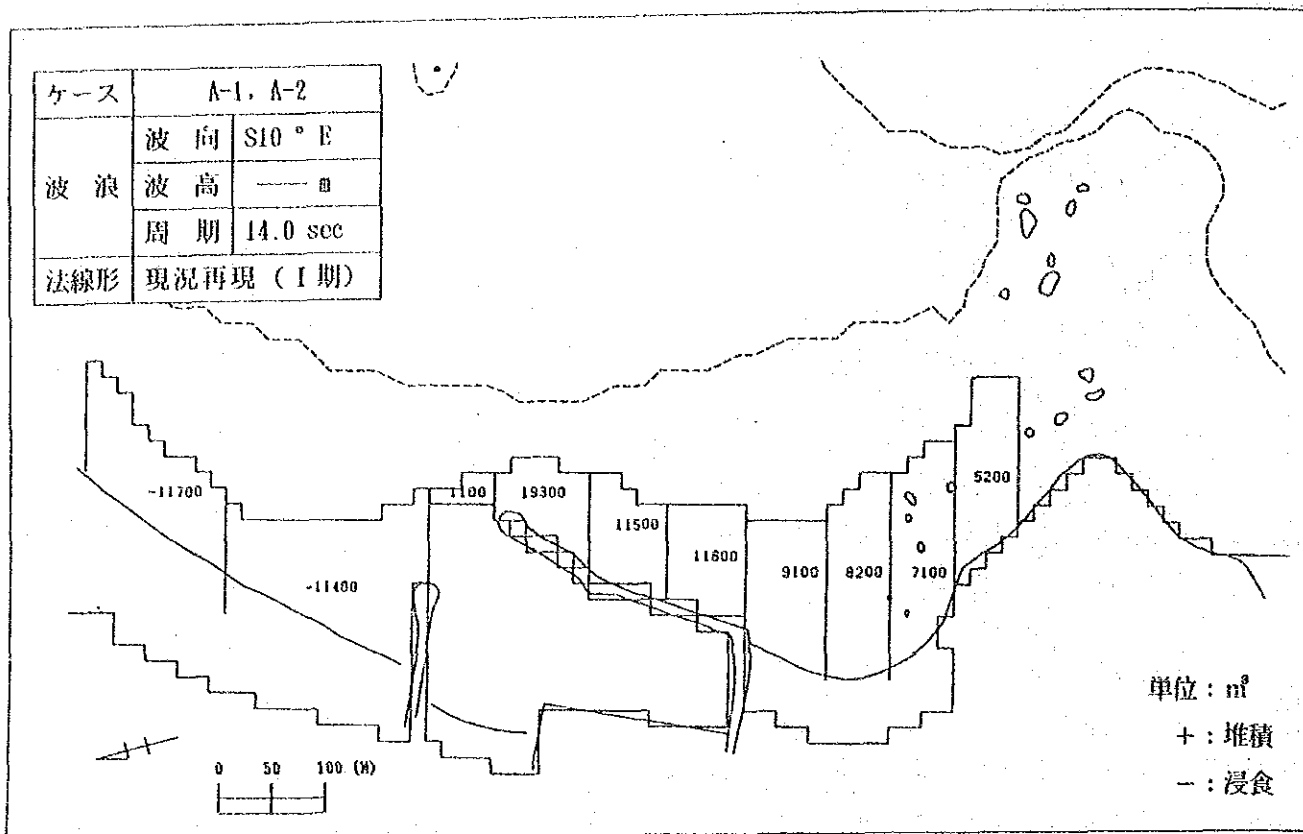 ケース A-1, A-2
波浪 波向 S10°E
波高 —— m
周期 14.0 sec
法線形 現況再現 (I期)
-11700
-11400
1100
19300
11500
11600
9100
8200
7100
5200
0 50 100 (M)
単位:m³
+:堆積
-:浸食